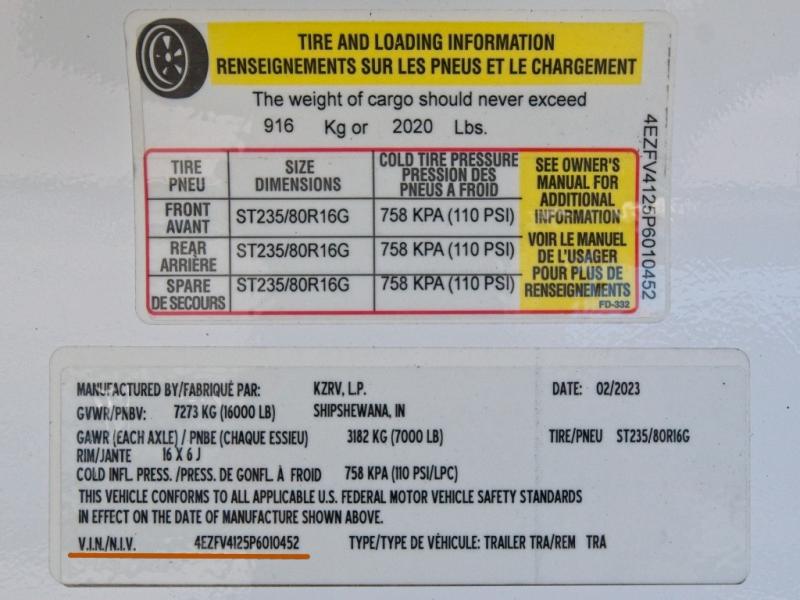 TIRE AND LOADING INFORMATION
RENSEIGNEMENTS SUR LES PNEUS ET LE CHARGEMENT
The weight of cargo should never exceed
916 Kg or 2020 Lbs.
TIRE PNEU
SIZE DIMENSIONS
COLD TIRE PRESSURE PRESSION DES PNEUS A FROID
FRONT AVANT ST235/80R16G 758 KPA (110 PSI)
REAR ARRIÈRE ST235/80R16G 758 KPA (110 PSI)
SPARE DE SECOURS ST235/80R16G 758 KPA (110 PSI)
SEE OWNER'S
MANUAL FOR
ADDITIONAL
INFORMATION
VOIR LE MANUEL
DE L'USAGER
POUR PLUS DE
RENSEIGNEMENTS
FD-332
4EZFV4125P6010452
MANUFACTURED BY/FABRIQUÉ PAR: KZRV, L.P. DATE: 02/2023
GVWR/PNBV: 7273 KG (16000 LB) SHIPSHEWANA, IN
GAWR (EACH AXLE) / PNBE (CHAQUE ESSIEU) 3182 KG (7000 LB) TIRE/PNEU ST235/80R16G
RIM/JANTE 16 X 6 J
COLD INFL. PRESS. /PRESS. DE GONFL. À FROID 758 KPA (110 PSI/LPC)
THIS VEHICLE CONFORMS TO ALL APPLICABLE U.S. FEDERAL MOTOR VEHICLE SAFETY STANDARDS
IN EFFECT ON THE DATE OF MANUFACTURE SHOWN ABOVE.
V.I.N./N.I.V. 4EZFV4125P6010452 TYPE/TYPE DE VÉHICULE: TRAILER TRA/REM TRA